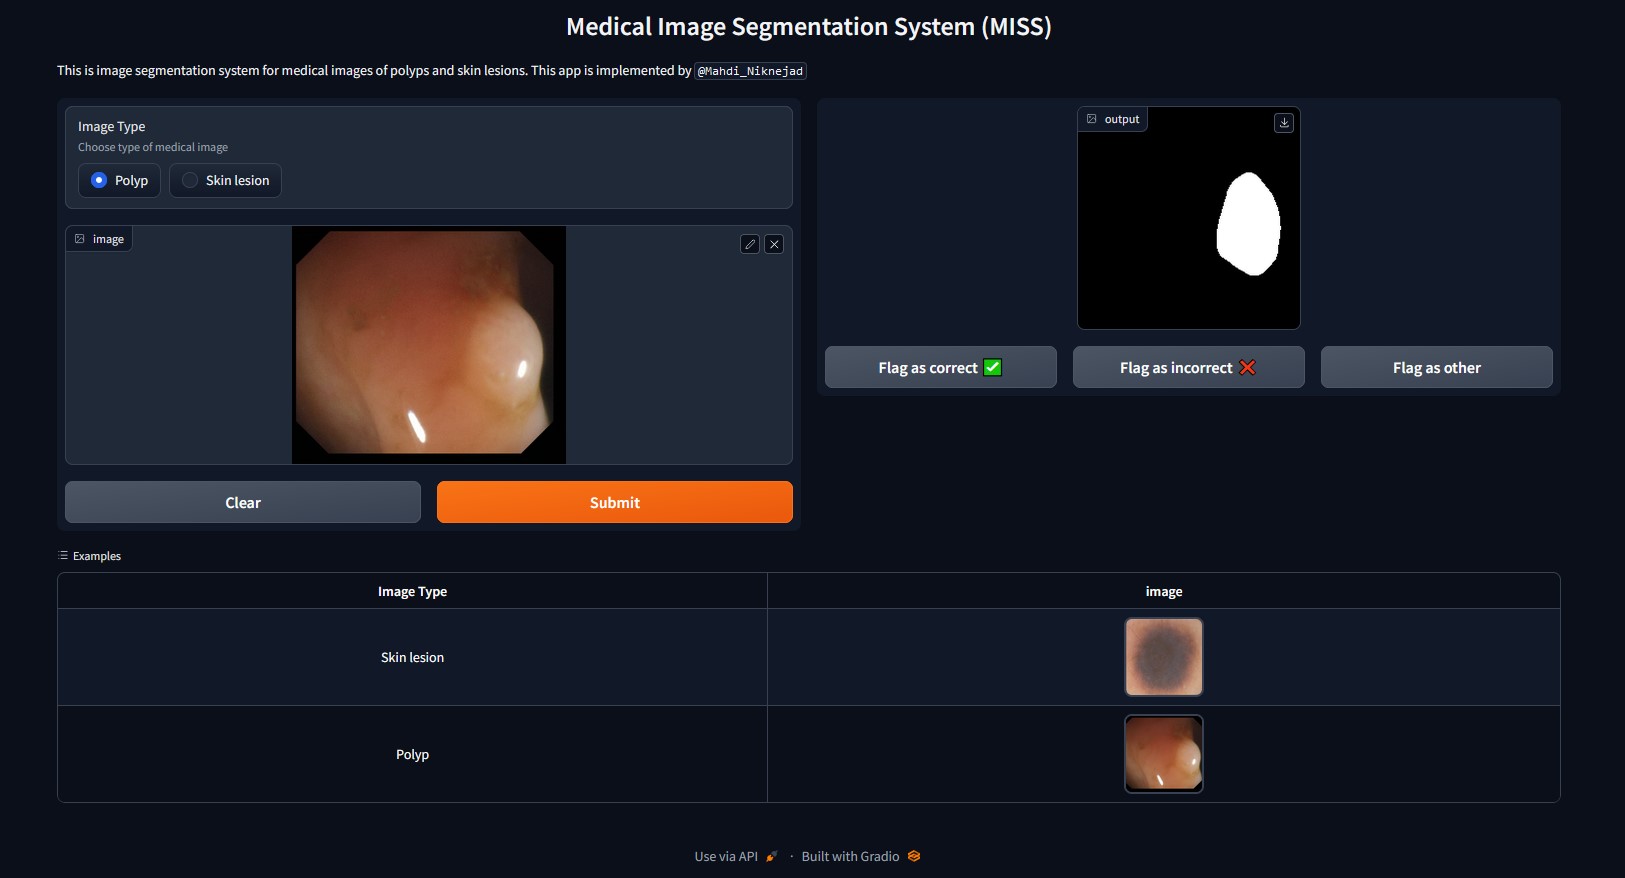 Medical Image Segmentation System (MISS)
This is image segmentation system for medical images of polyps and skin lesions. This app is implemented by @Mahdi_Niknejad
Image Type
Choose type of medical image
Polyp
Skin lesion
image
Clear
Submit
output
Flag as correct ✅
Flag as incorrect ❌
Flag as other
Examples
Image Type
image
Skin lesion
Polyp
Use via API · Built with Gradio